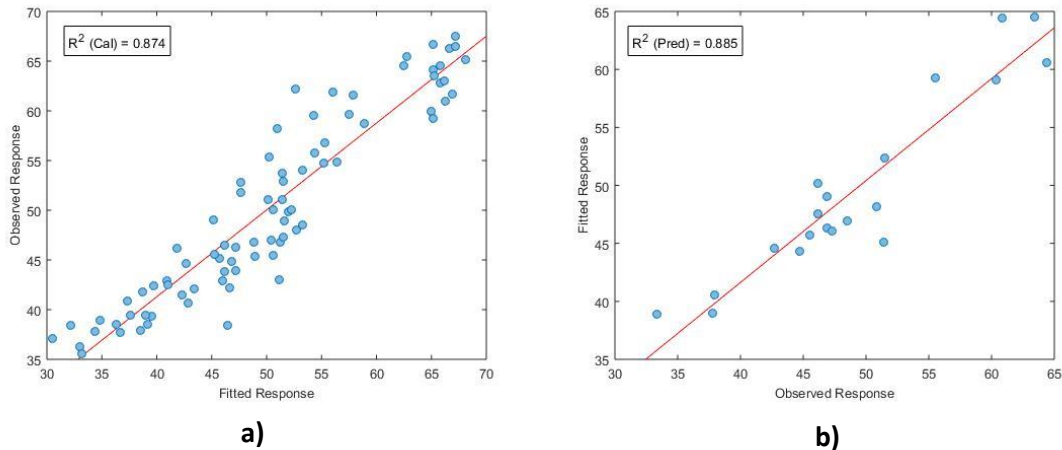 70
R² (Cal) = 0.874
65
60
55
50
45
40
35
30 35 40 45 50 55 60 65 70
Observed Response
Fitted Response
a)
65
R² (Pred) = 0.885
60
55
50
45
40
35
30 35 40 45 50 55 60 65
Fitted Response
Observed Response
b)